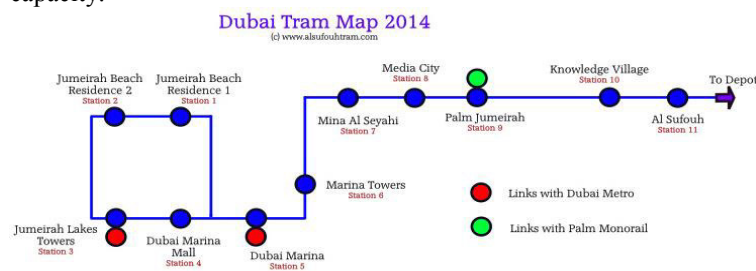 capacity.
Dubai Tram Map 2014
(c) www.alsufouhtram.com
Jumeirah Beach
Residence 2
Station 2
Jumeirah Beach
Residence 1
Station 1
Media City
Station 8
Knowledge Village
Station 10
To Depot
Mina Al Seyahi
Station 7
Palm Jumeirah
Station 9
Al Sufouh
Station 11
Marina Towers
Station 6
Links with Dubai Metro
Links with Palm Monorail
Jumeirah Lakes
Towers
Station 3
Dubai Marina
Mall
Station 4
Dubai Marina
Station 5